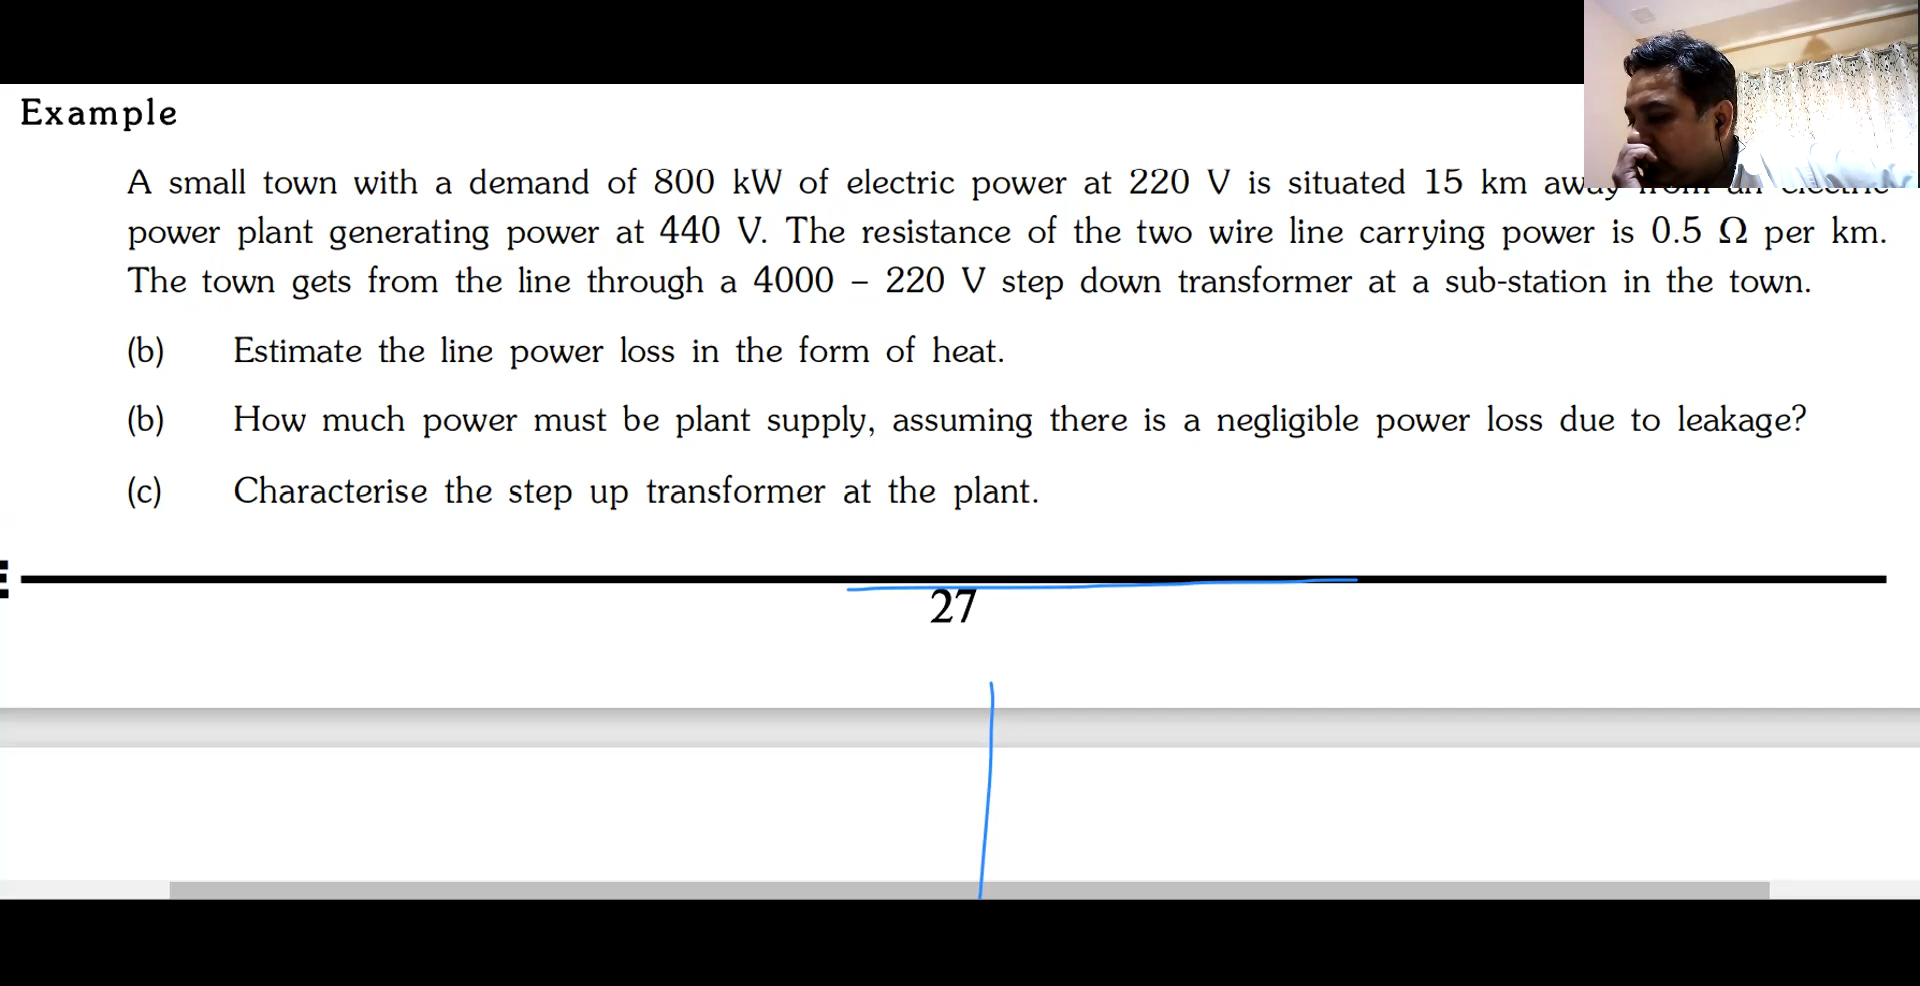 Example
A small town with a demand of 800 kW of electric power at 220 V is situated 15 km away
power plant generating power at 440 V. The resistance of the two wire line carrying power is 0.5 Ω per km.
The town gets from the line through a 4000 – 220 V step down transformer at a sub-station in the town.
(b) Estimate the line power loss in the form of heat.
(b) How much power must be plant supply, assuming there is a negligible power loss due to leakage?
(c) Characterise the step up transformer at the plant.
27